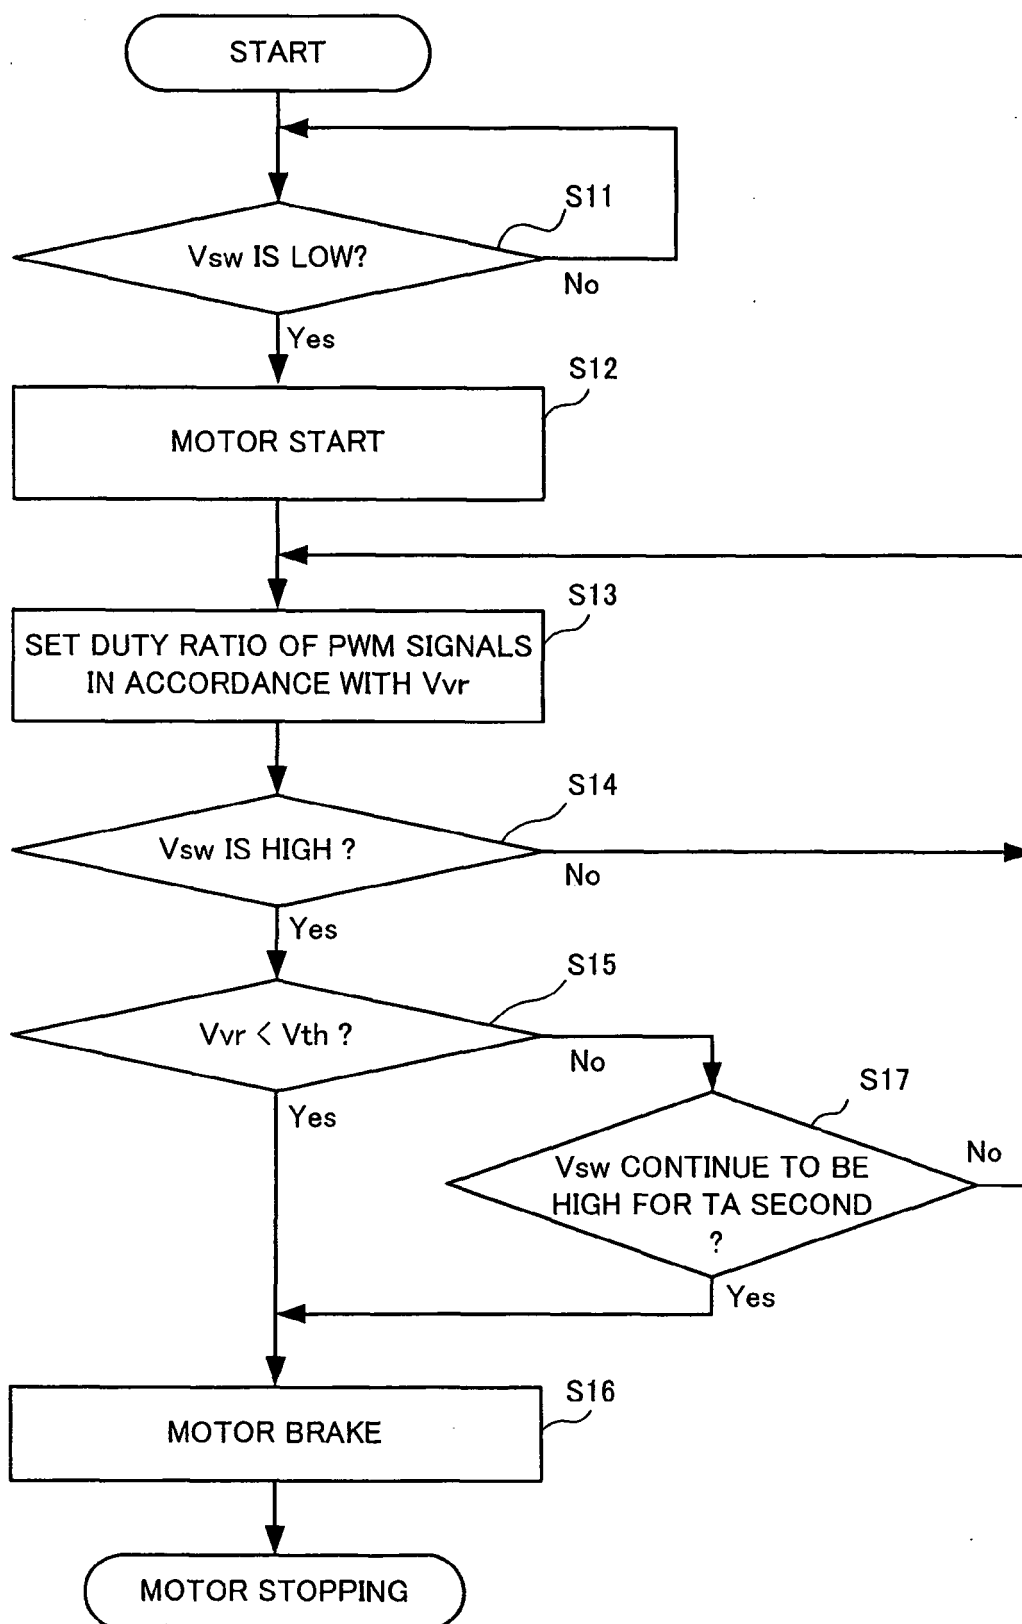 START
S11
Vsw IS LOW?
No
Yes
S12
MOTOR START
S13
SET DUTY RATIO OF PWM SIGNALS
IN ACCORDANCE WITH Vvr
S14
Vsw IS HIGH ?
No
Yes
S15
Vvr < Vth ?
No
Yes
S17
Vsw CONTINUE TO BE
HIGH FOR TA SECOND
?
No
Yes
S16
MOTOR BRAKE
MOTOR STOPPING